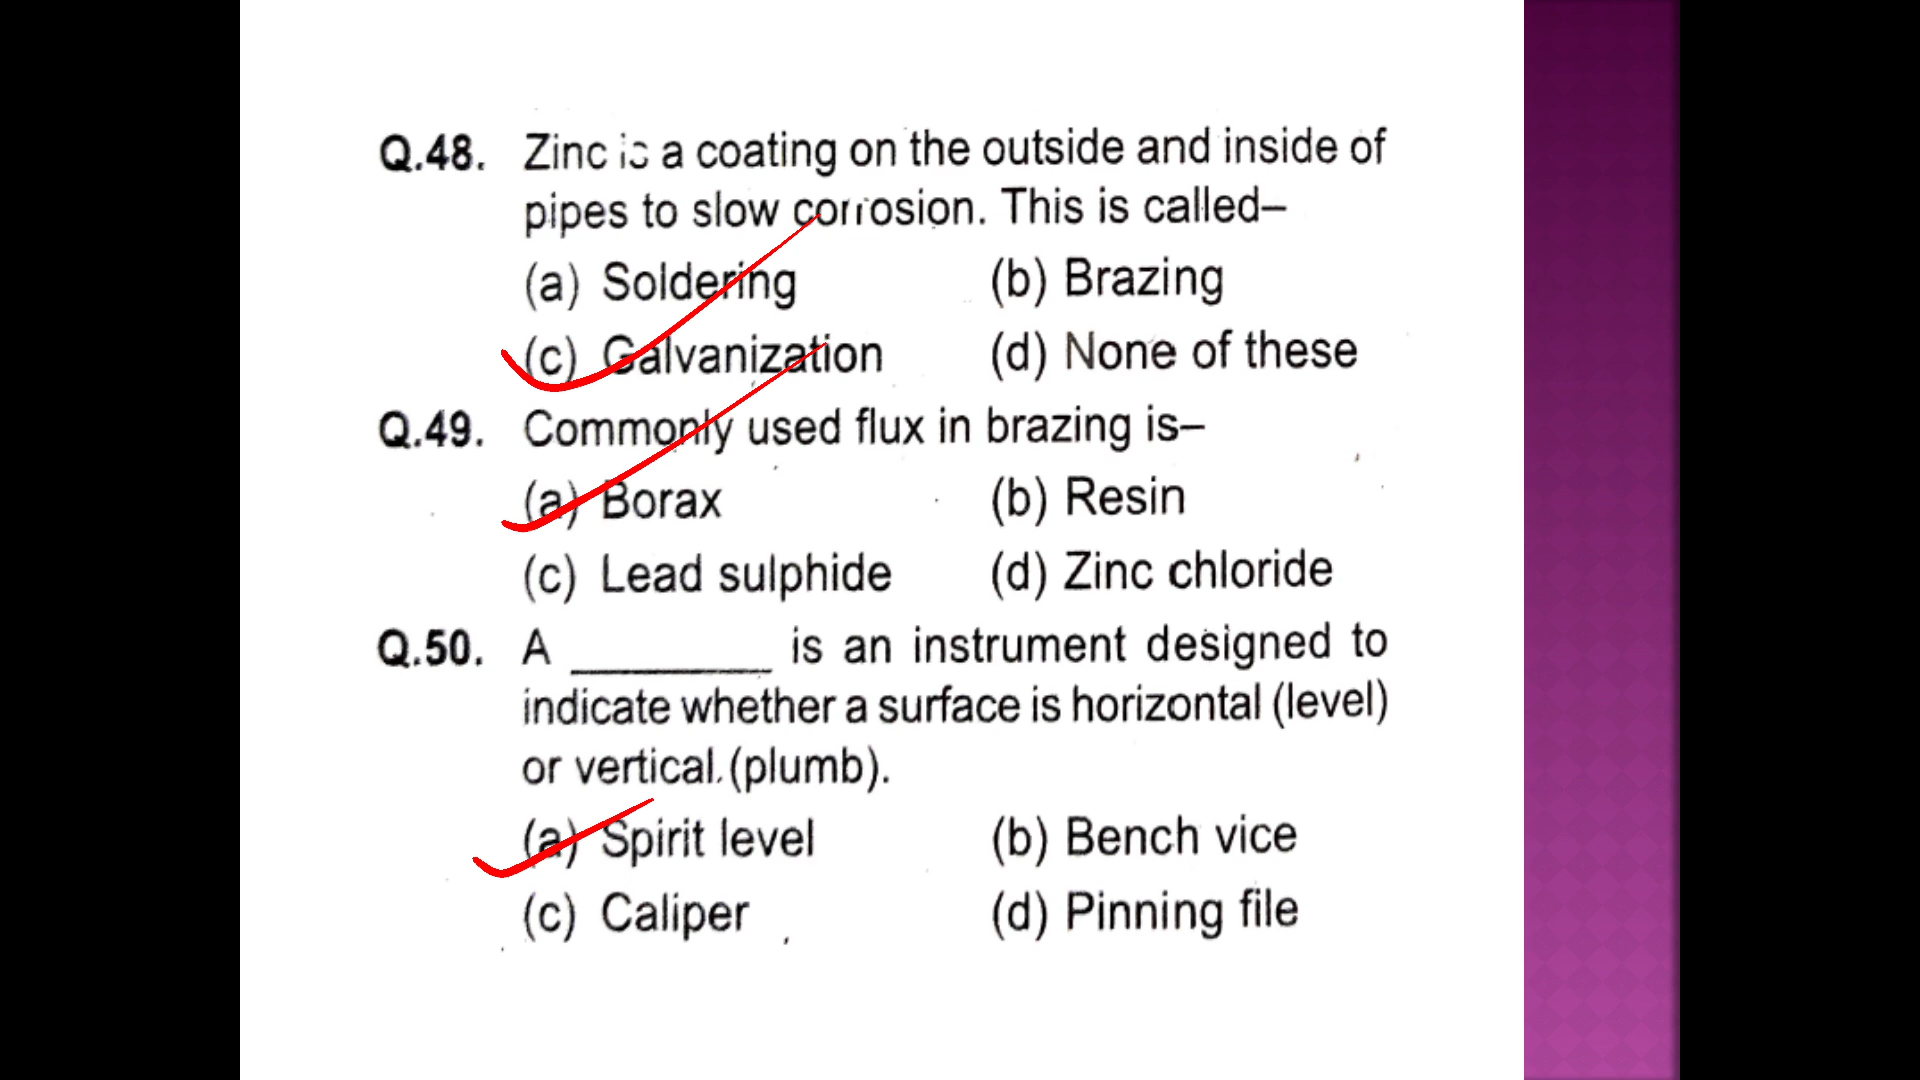 Q.48. Zinc is a coating on the outside and inside of
pipes to slow corrosion. This is called–
(a) Soldering (b) Brazing
(c) Galvanization (d) None of these
Q.49. Commonly used flux in brazing is–
(a) Borax (b) Resin
(c) Lead sulphide (d) Zinc chloride
Q.50. A ________ is an instrument designed to
indicate whether a surface is horizontal (level)
or vertical (plumb).
(a) Spirit level (b) Bench vice
(c) Caliper (d) Pinning file